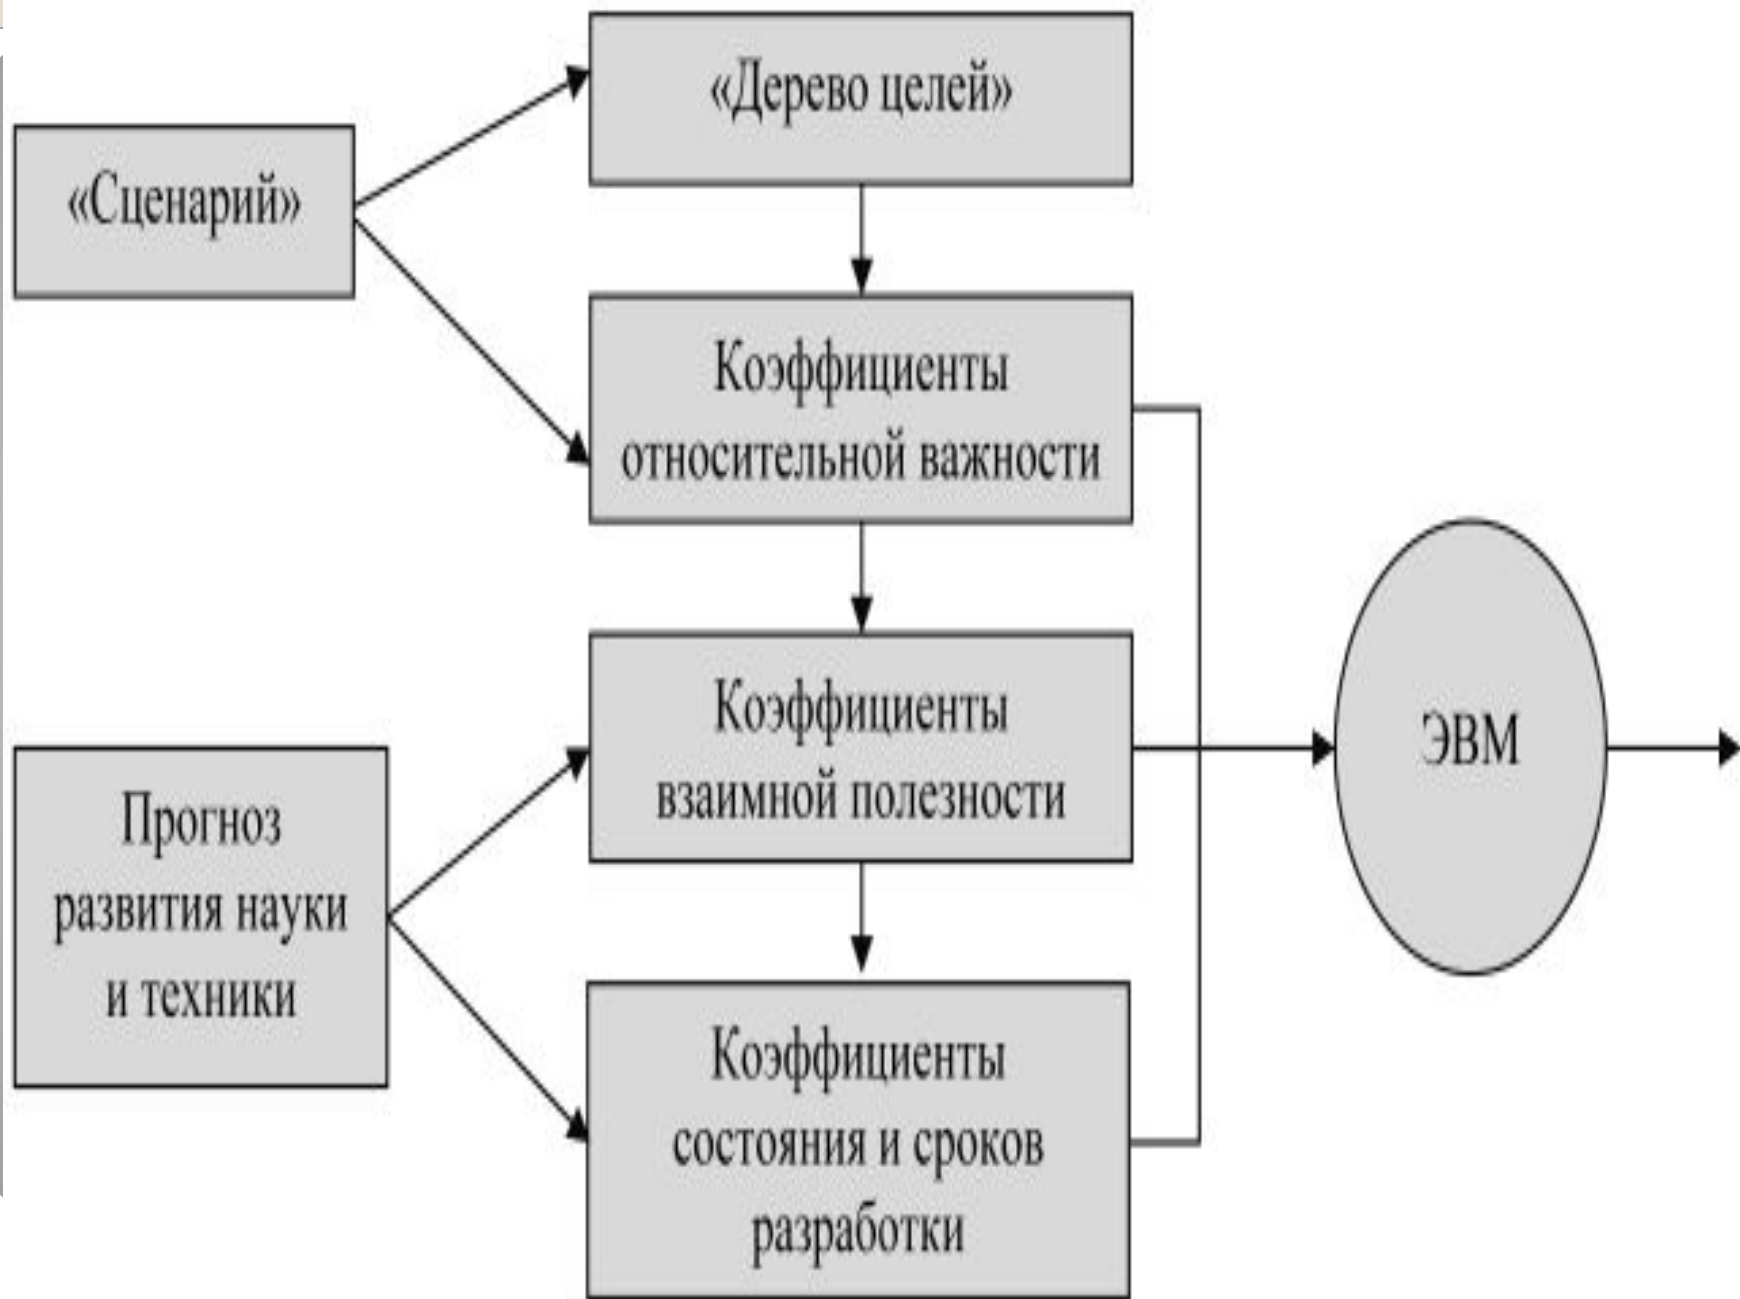 «Дерево целей»
«Сценарий»
Коэффициенты
относительной важности
Коэффициенты
взаимной полезности
ЭВМ
Прогноз
развития науки
и техники
Коэффициенты
состояния и сроков
разработки